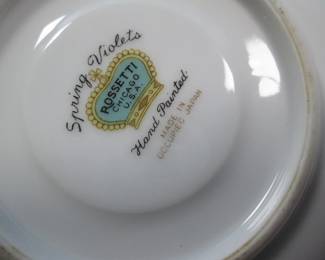 Spring Violets
ROSSETTI
CHICAGO
U.S.A
Hand Painted
MADE IN
OCCUPIED JAPAN